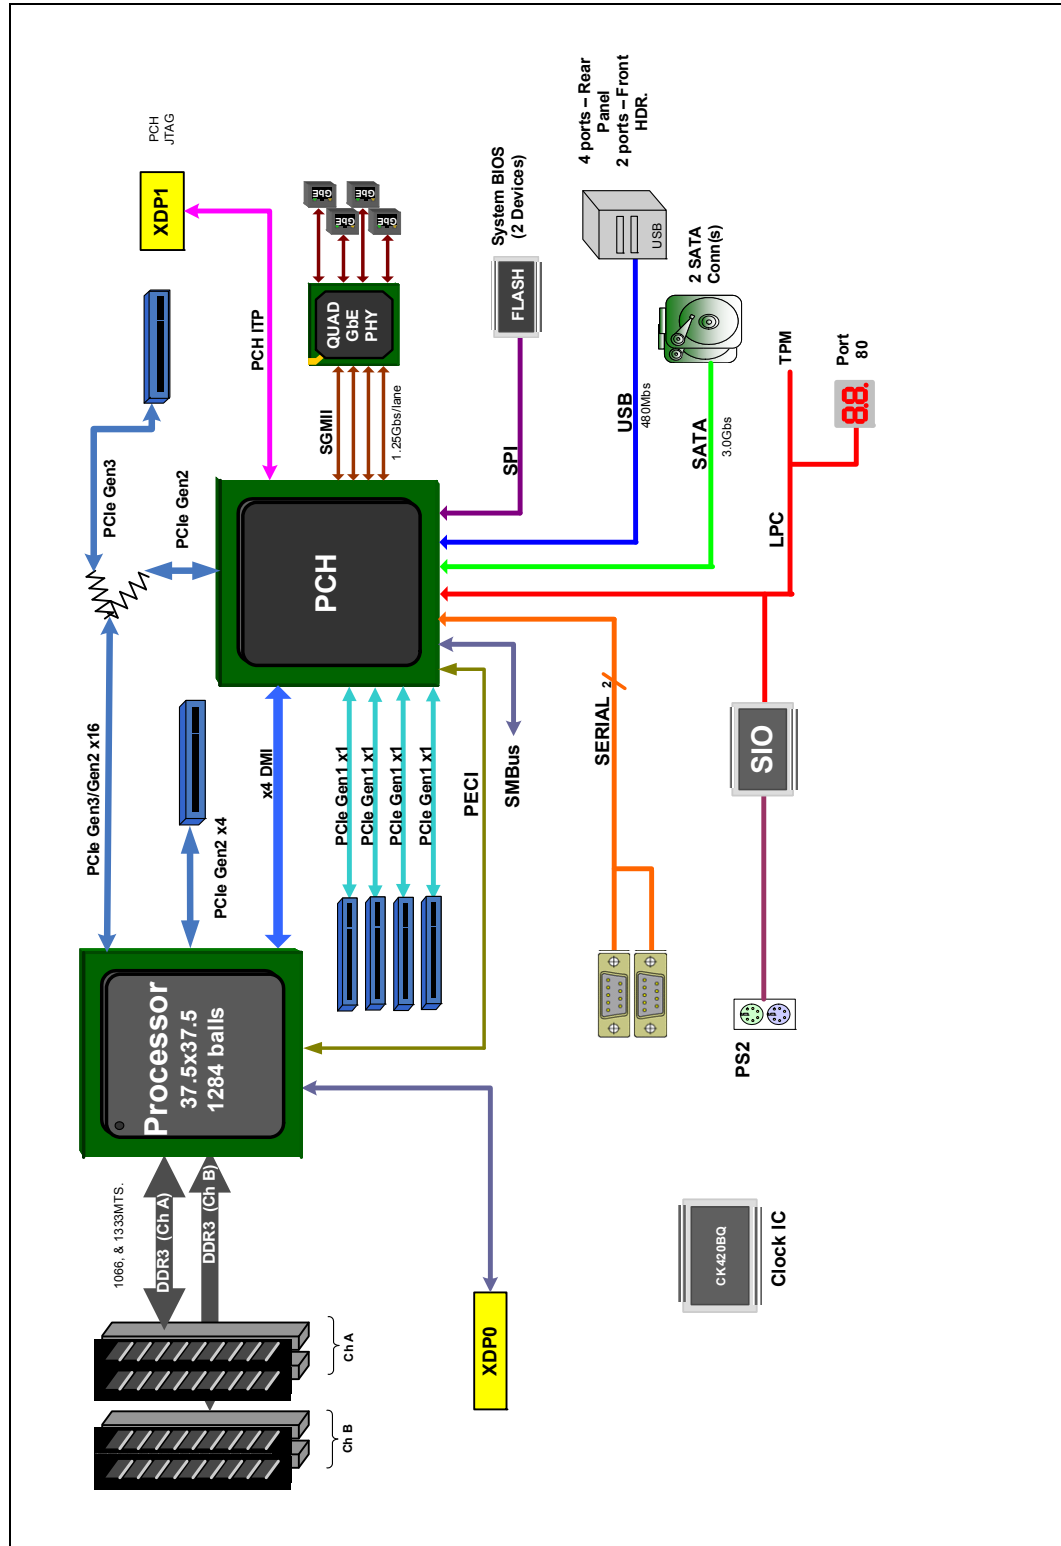 1066, & 1333MTS.
DDR3 (Ch A)
DDR3 (Ch B)
Ch A
Ch B
Processor
37.5x37.5
1284 balls
XDP0
PCIe Gen3/Gen2 x16
PCIe Gen2 x4
x4 DMI
PCIe Gen3
PCIe Gen2
PCH
XDP1
PCH
JTAG
PCH ITP
SGMII
1.25Gbs/lane
QUAD
GbE
PHY
GbE
GbE
GbE
GbE
PCIe Gen1 x1
PCIe Gen1 x1
PCIe Gen1 x1
PCIe Gen1 x1
PECI
SMBus
SPI
FLASH
System BIOS
(2 Devices)
USB
480Mbs
USB
4 ports – Rear
Panel
2 ports – Front
HDR.
SATA
3.0Gbs
2 SATA
Conn(s)
LPC
TPM
88.
Port
80
SERIAL
2
SIO
PS2
CK420BQ
Clock IC